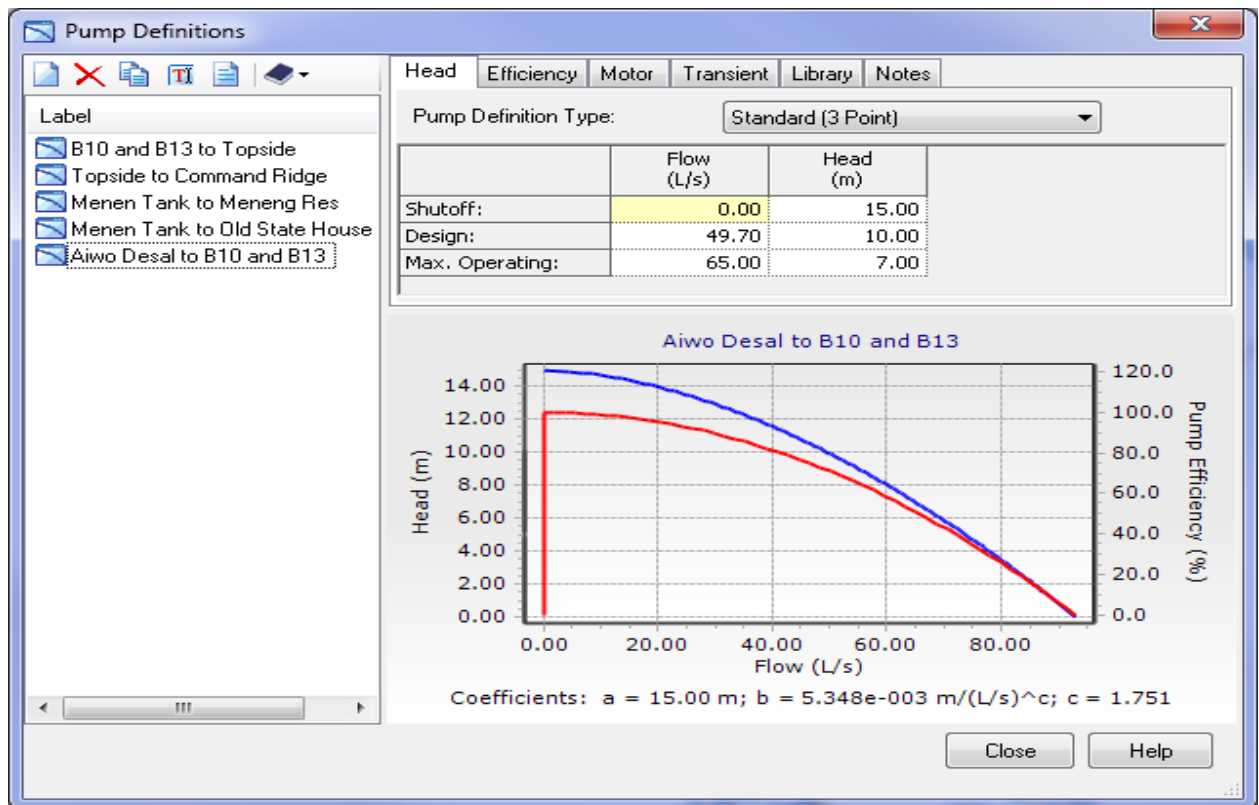 Pump Definitions
Label
B10 and B13 to Topside
Topside to Command Ridge
Menen Tank to Meneng Res
Menen Tank to Old State House
Aiwo Desal to B10 and B13
Head Efficiency Motor Transient Library Notes
Pump Definition Type: Standard (3 Point)
Flow (L/s) Head (m)
Shutoff: 0.00 15.00
Design: 49.70 10.00
Max. Operating: 65.00 7.00
Aiwo Desal to B10 and B13
14.00
12.00
10.00
8.00
6.00
4.00
2.00
0.00
Head (m)
120.0
100.0
80.0
60.0
40.0
20.0
0.0
Pump Efficiency (%)
0.00 20.00 40.00 60.00 80.00
Flow (L/s)
Coefficients: a = 15.00 m; b = 5.348e-003 m/(L/s)^c; c = 1.751
Close Help